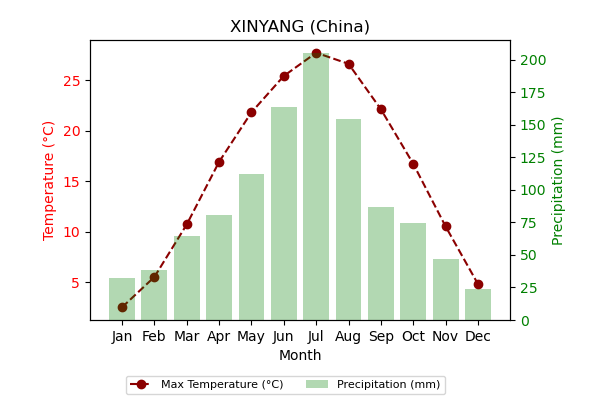 XINYANG (China)
Temperature (°C)
25
20
15
10
5
200
175
150
125
100
75
50
25
0
Precipitation (mm)
Jan Feb Mar Apr May Jun Jul Aug Sep Oct Nov Dec
Month
Max Temperature (°C) Precipitation (mm)